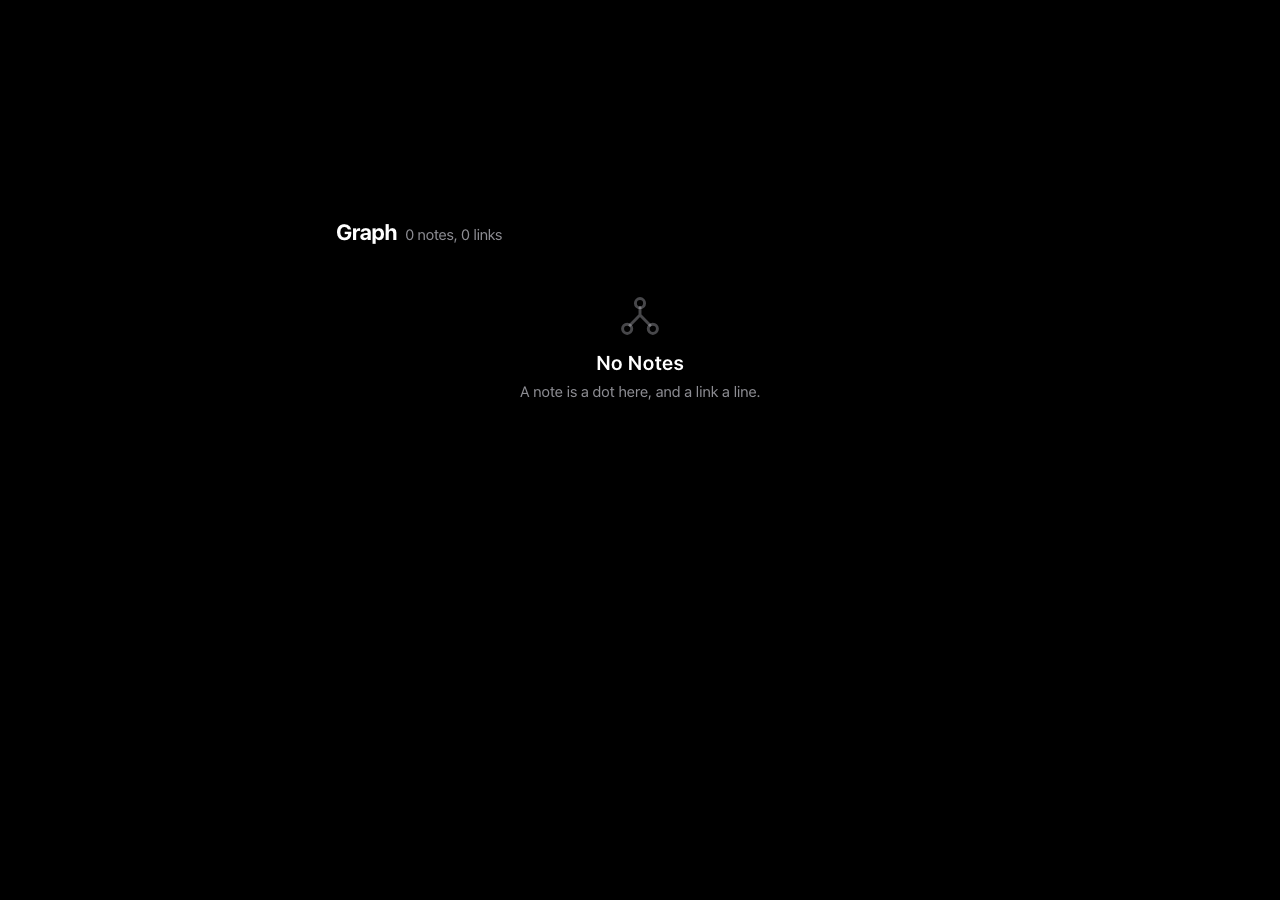 Graph 0 notes, 0 links
No Notes
A note is a dot here, and a link a line.